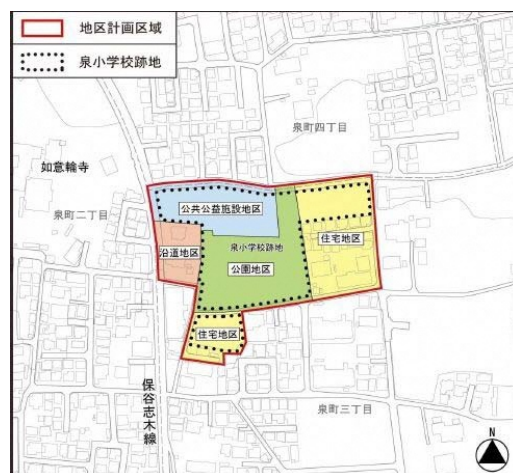 地区計画区域
泉小学校跡地
泉町四丁目
如意輪寺
泉町二丁目
公共公益施設地区
沿道地区
泉小学校跡地
公園地区
住宅地区
住宅地区
保谷志木線
泉町三丁目
N